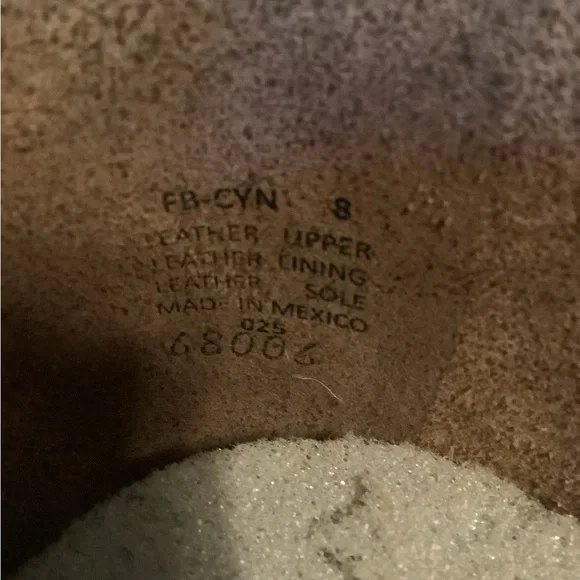 FB-CYN 8
LEATHER UPPER
LEATHER LINING
LEATHER SOLE
MADE IN MEXICO
025
68006